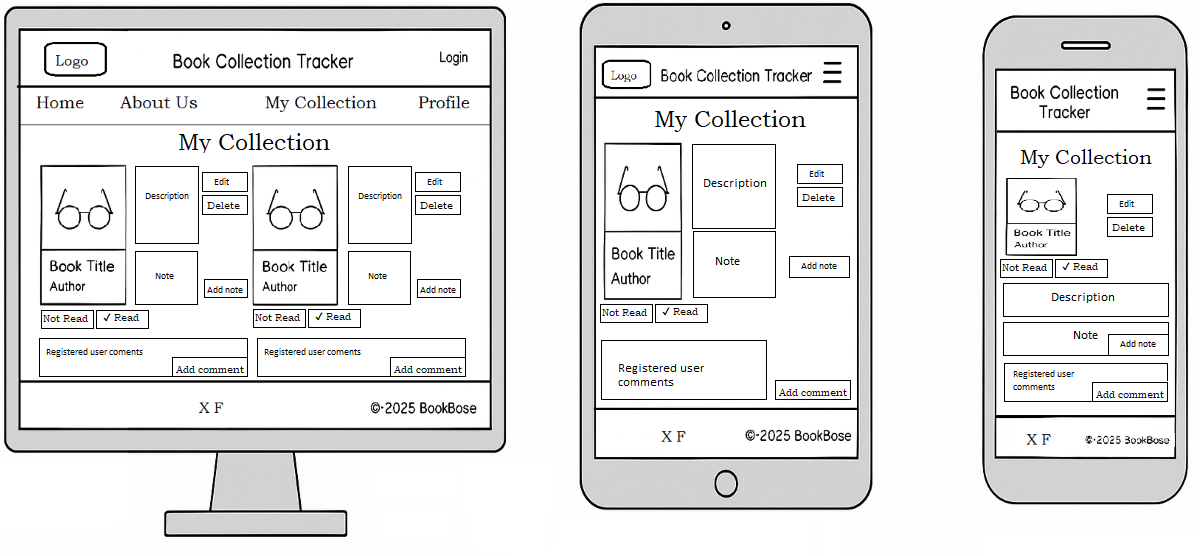 Logo
Book Collection Tracker
Login
Home About Us My Collection Profile
My Collection
Description
Edit
Delete
Book Title
Author
Note
Add note
Not Read ✓ Read
Registered user coments
Add comment
Description
Edit
Delete
Book Title
Author
Note
Add note
Not Read ✓ Read
Registered user coments
Add comment
X F
©-2025 BookBose
Logo
Book Collection Tracker
My Collection
Description
Edit
Delete
Book Title
Author
Note
Add note
Not Read ✓ Read
Registered user
comments
Add comment
X F
©-2025 BookBose
Book Collection
Tracker
My Collection
Edit
Delete
Book Title
Author
Not Read ✓ Read
Description
Note
Add note
Registered user
comments
Add comment
X F
©-2025 BookBose